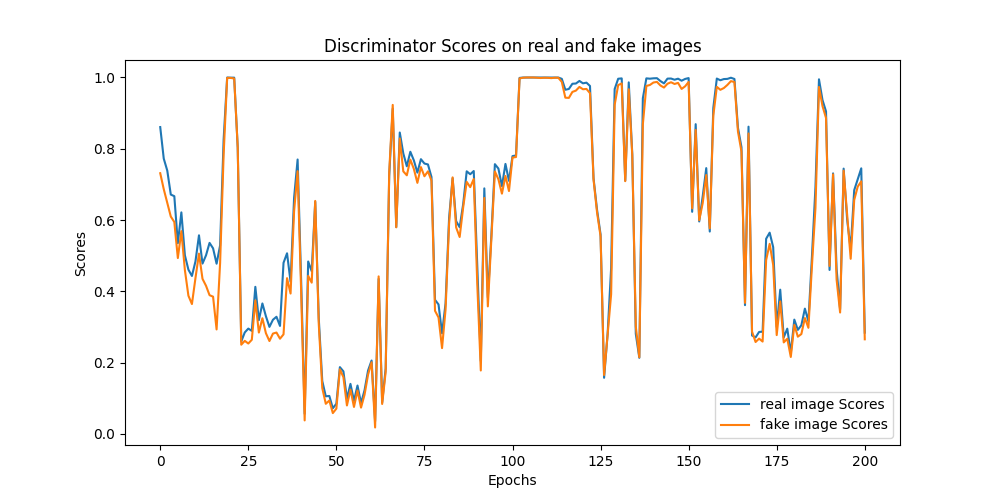 Discriminator Scores on real and fake images
Scores
1.0
0.8
0.6
0.4
0.2
0.0
0 25 50 75 100 125 150 175 200
Epochs
real image Scores
fake image Scores